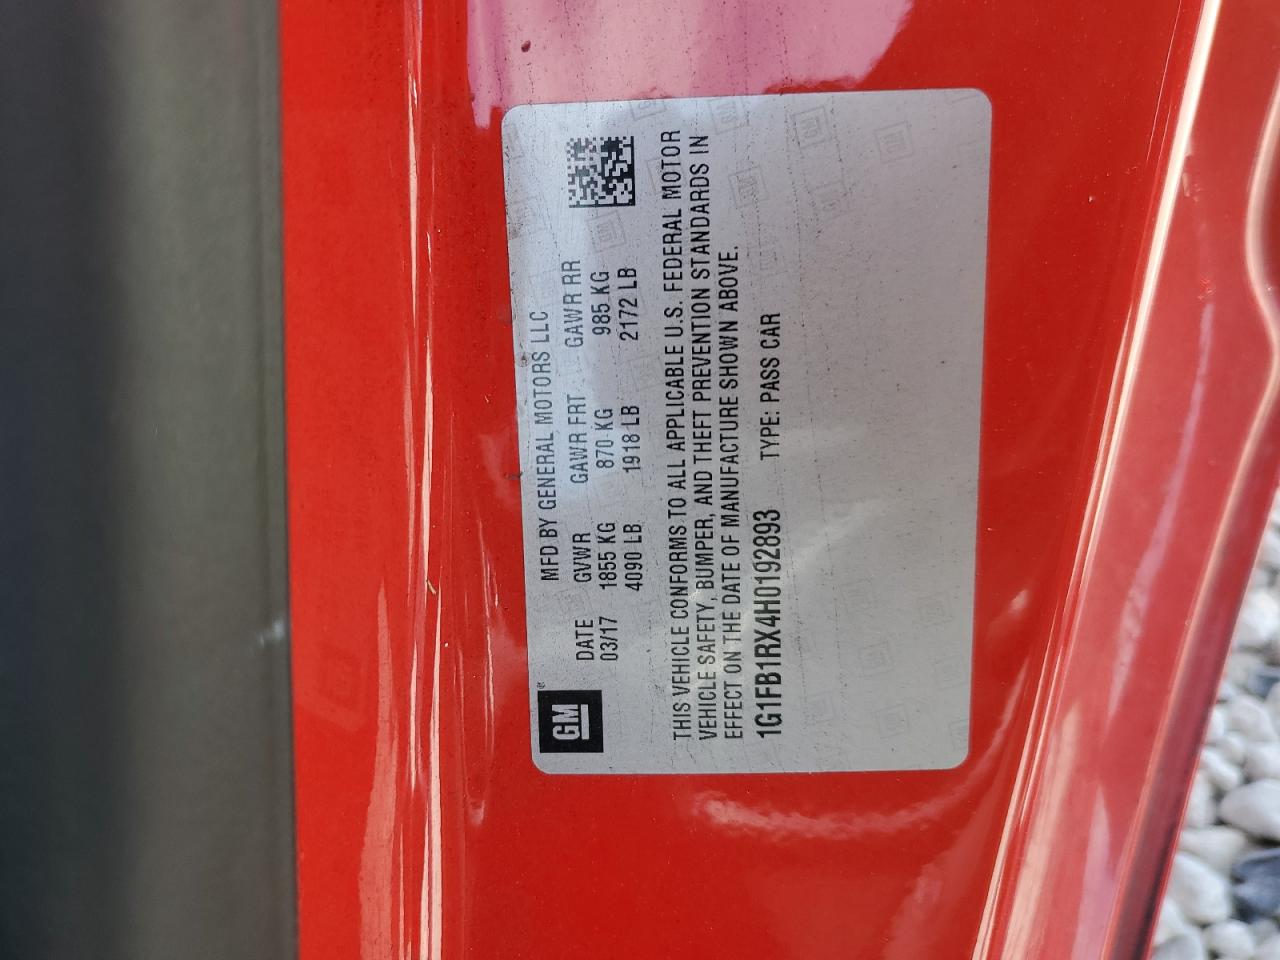 GM
MFD BY GENERAL MOTORS LLC
DATE GVWR GAWR FRT GAWR RR
03/17 1855 KG 870 KG 985 KG
4090 LB 1918 LB 2172 LB
THIS VEHICLE CONFORMS TO ALL APPLICABLE U.S. FEDERAL MOTOR
VEHICLE SAFETY, BUMPER, AND THEFT PREVENTION STANDARDS IN
EFFECT ON THE DATE OF MANUFACTURE SHOWN ABOVE.
1G1FB1RX4H0192893 TYPE: PASS CAR